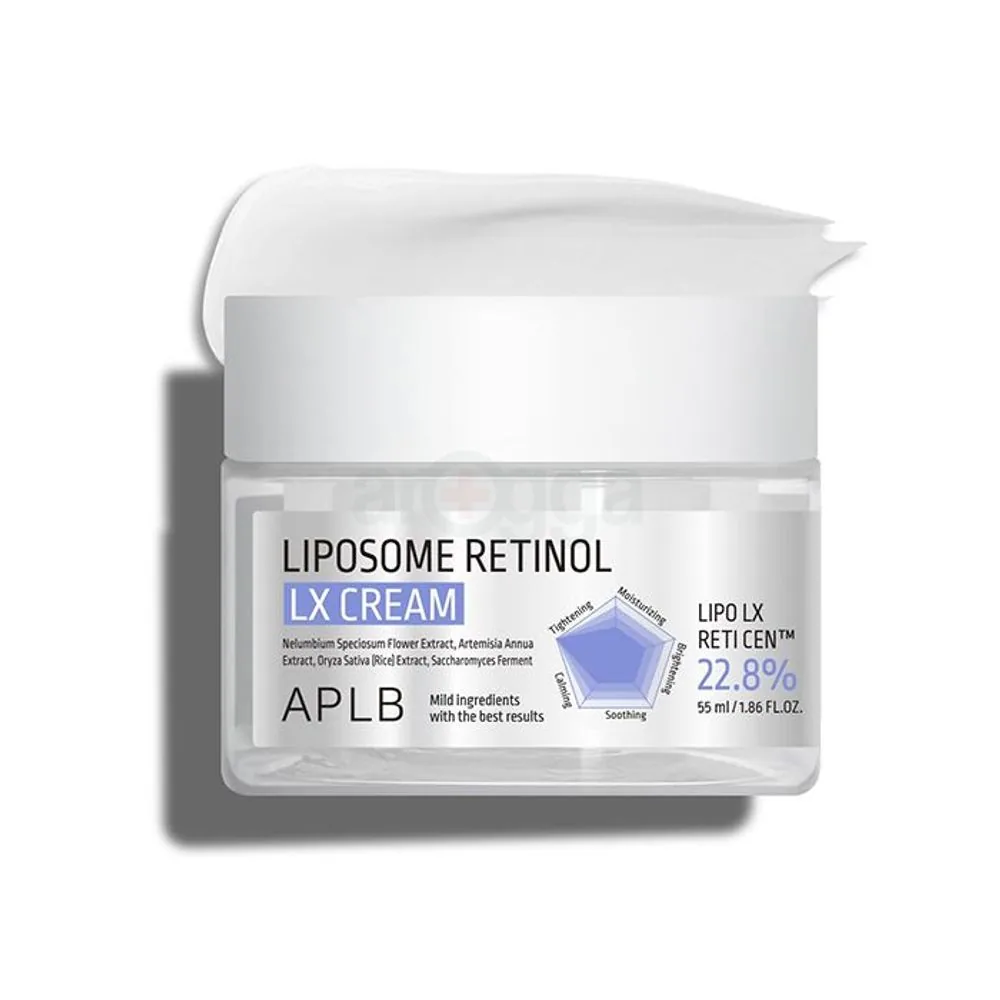 LIPOSOME RETINOL
LX CREAM
Nelumbium Speciosum Flower Extract, Artemisia Annua
Extract, Oryza Sativa (Rice) Extract, Saccharomyces Ferment
APLB
Mild ingredients
with the best results
Tightening
Moisturizing
Brightening
Soothing
Calming
LIPO LX
RETI CEN™
22.8%
55 ml / 1.86 FL.OZ.
arogga